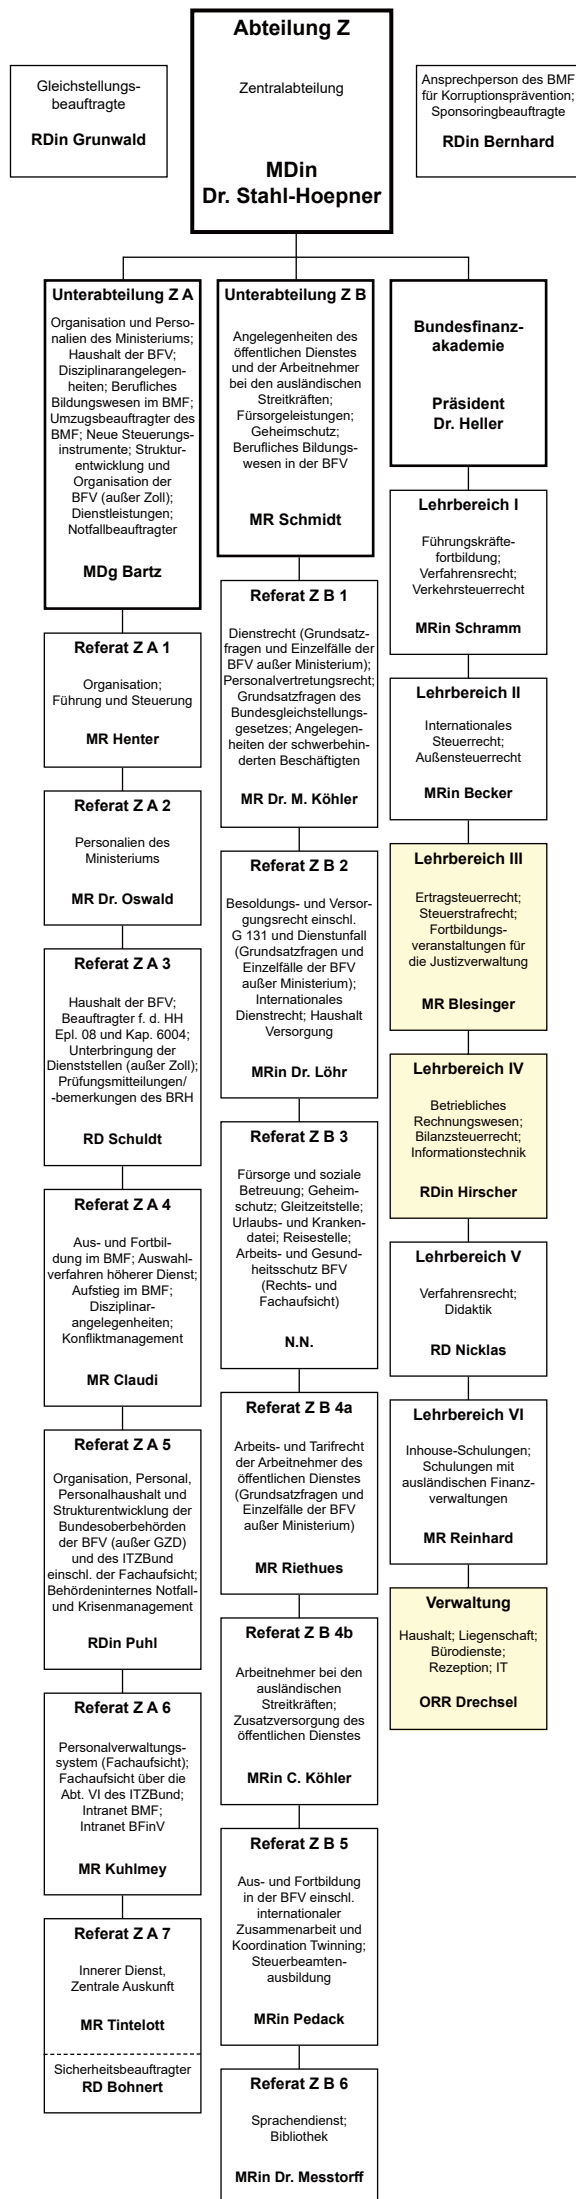 Abteilung Z
Zentralabteilung
MDin
Dr. Stahl-Hoepner
Gleichstellungs-
beauftragte
RDin Grunwald
Ansprechperson des BMF
für Korruptionsprävention;
Sponsoringbeauftragte
RDin Bernhard
Unterabteilung Z A
Organisation und Perso-
nalien des Ministeriums;
Haushalt der BFV;
Disziplinarangelegen-
heiten; Berufliches
Bildungswesen im BMF;
Umzugsbeauftragter des
BMF; Neue Steuerungs-
instrumente; Struktur-
entwicklung und
Organisation der
BFV (außer Zoll);
Dienstleistungen;
Notfallbeauftragter
MDg Bartz
Referat Z A 1
Organisation;
Führung und Steuerung
MR Henter
Referat Z A 2
Personalien des
Ministeriums
MR Dr. Oswald
Referat Z A 3
Haushalt der BFV;
Beauftragter f. d. HH
Epl. 08 und Kap. 6004;
Unterbringung der
Dienststellen (außer Zoll);
Prüfungsmitteilungen/
-bemerkungen des BRH
RD Schuldt
Referat Z A 4
Aus- und Fortbil-
dung im BMF; Auswahl-
verfahren höherer Dienst;
Aufstieg im BMF;
Disziplinar-
angelegenheiten;
Konfliktmanagement
MR Claudi
Referat Z A 5
Organisation, Personal,
Personalhaushalt und
Strukturentwicklung der
Bundesoberbehörden
der BFV (außer GZD)
und des ITZBund
einschl. der Fachaufsicht;
Behördeninternes Notfall-
und Krisenmanagement
RDin Puhl
Referat Z A 6
Personalverwaltungs-
system (Fachaufsicht);
Fachaufsicht über die
Abt. VI des ITZBund;
Intranet BMF;
Intranet BFinV
MR Kuhlmey
Referat Z A 7
Innerer Dienst,
Zentrale Auskunft
MR Tintelott
Sicherheitsbeauftragter
RD Bohnert
Unterabteilung Z B
Angelegenheiten des
öffentlichen Dienstes
und der Arbeitnehmer
bei den ausländischen
Streitkräften;
Fürsorgeleistungen;
Geheimschutz;
Berufliches Bildungs-
wesen in der BFV
MR Schmidt
Referat Z B 1
Dienstrecht (Grundsatz-
fragen und Einzelfälle der
BFV außer Ministerium);
Personalvertretungsrecht;
Grundsatzfragen des
Bundesgleichstellungs-
gesetzes; Angelegen-
heiten der schwerbehin-
derten Beschäftigten
MR Dr. M. Köhler
Referat Z B 2
Besoldungs- und Versor-
gungsrecht einschl.
G 131 und Dienstunfall
(Grundsatzfragen und
Einzelfälle der BFV
außer Ministerium);
Internationales
Dienstrecht; Haushalt
Versorgung
MRin Dr. Löhr
Referat Z B 3
Fürsorge und soziale
Betreuung; Geheim-
schutz; Gleitzeitstelle;
Urlaubs- und Kranken-
datei; Reisestelle;
Arbeits- und Gesund-
heitsschutz BFV
(Rechts- und
Fachaufsicht)
N.N.
Referat Z B 4a
Arbeits- und Tarifrecht
der Arbeitnehmer des
öffentlichen Dienstes
(Grundsatzfragen und
Einzelfälle der BFV
außer Ministerium)
MR Riethues
Referat Z B 4b
Arbeitnehmer bei den
ausländischen
Streitkräften;
Zusatzversorgung des
öffentlichen Dienstes
MRin C. Köhler
Referat Z B 5
Aus- und Fortbildung
in der BFV einschl.
internationaler
Zusammenarbeit und
Koordination Twinning;
Steuerbeamten-
ausbildung
MRin Pedack
Referat Z B 6
Sprachendienst;
Bibliothek
MRin Dr. Messtorff
Bundesfinanz-
akademie
Präsident
Dr. Heller
Lehrbereich I
Führungskräfte-
fortbildung;
Verfahrensrecht;
Verkehrsteuerrecht
MRin Schramm
Lehrbereich II
Internationales
Steuerrecht;
Außensteuerrecht
MRin Becker
Lehrbereich III
Ertragsteuerrecht;
Steuerstrafrecht;
Fortbildungs-
veranstaltungen für
die Justizverwaltung
MR Blesinger
Lehrbereich IV
Betriebliches
Rechnungswesen;
Bilanzsteuerrecht;
Informationstechnik
RDin Hirscher
Lehrbereich V
Verfahrensrecht;
Didaktik
RD Nicklas
Lehrbereich VI
Inhouse-Schulungen;
Schulungen mit
ausländischen Finanz-
verwaltungen
MR Reinhard
Verwaltung
Haushalt; Liegenschaft;
Bürodienste;
Rezeption; IT
ORR Drechsel